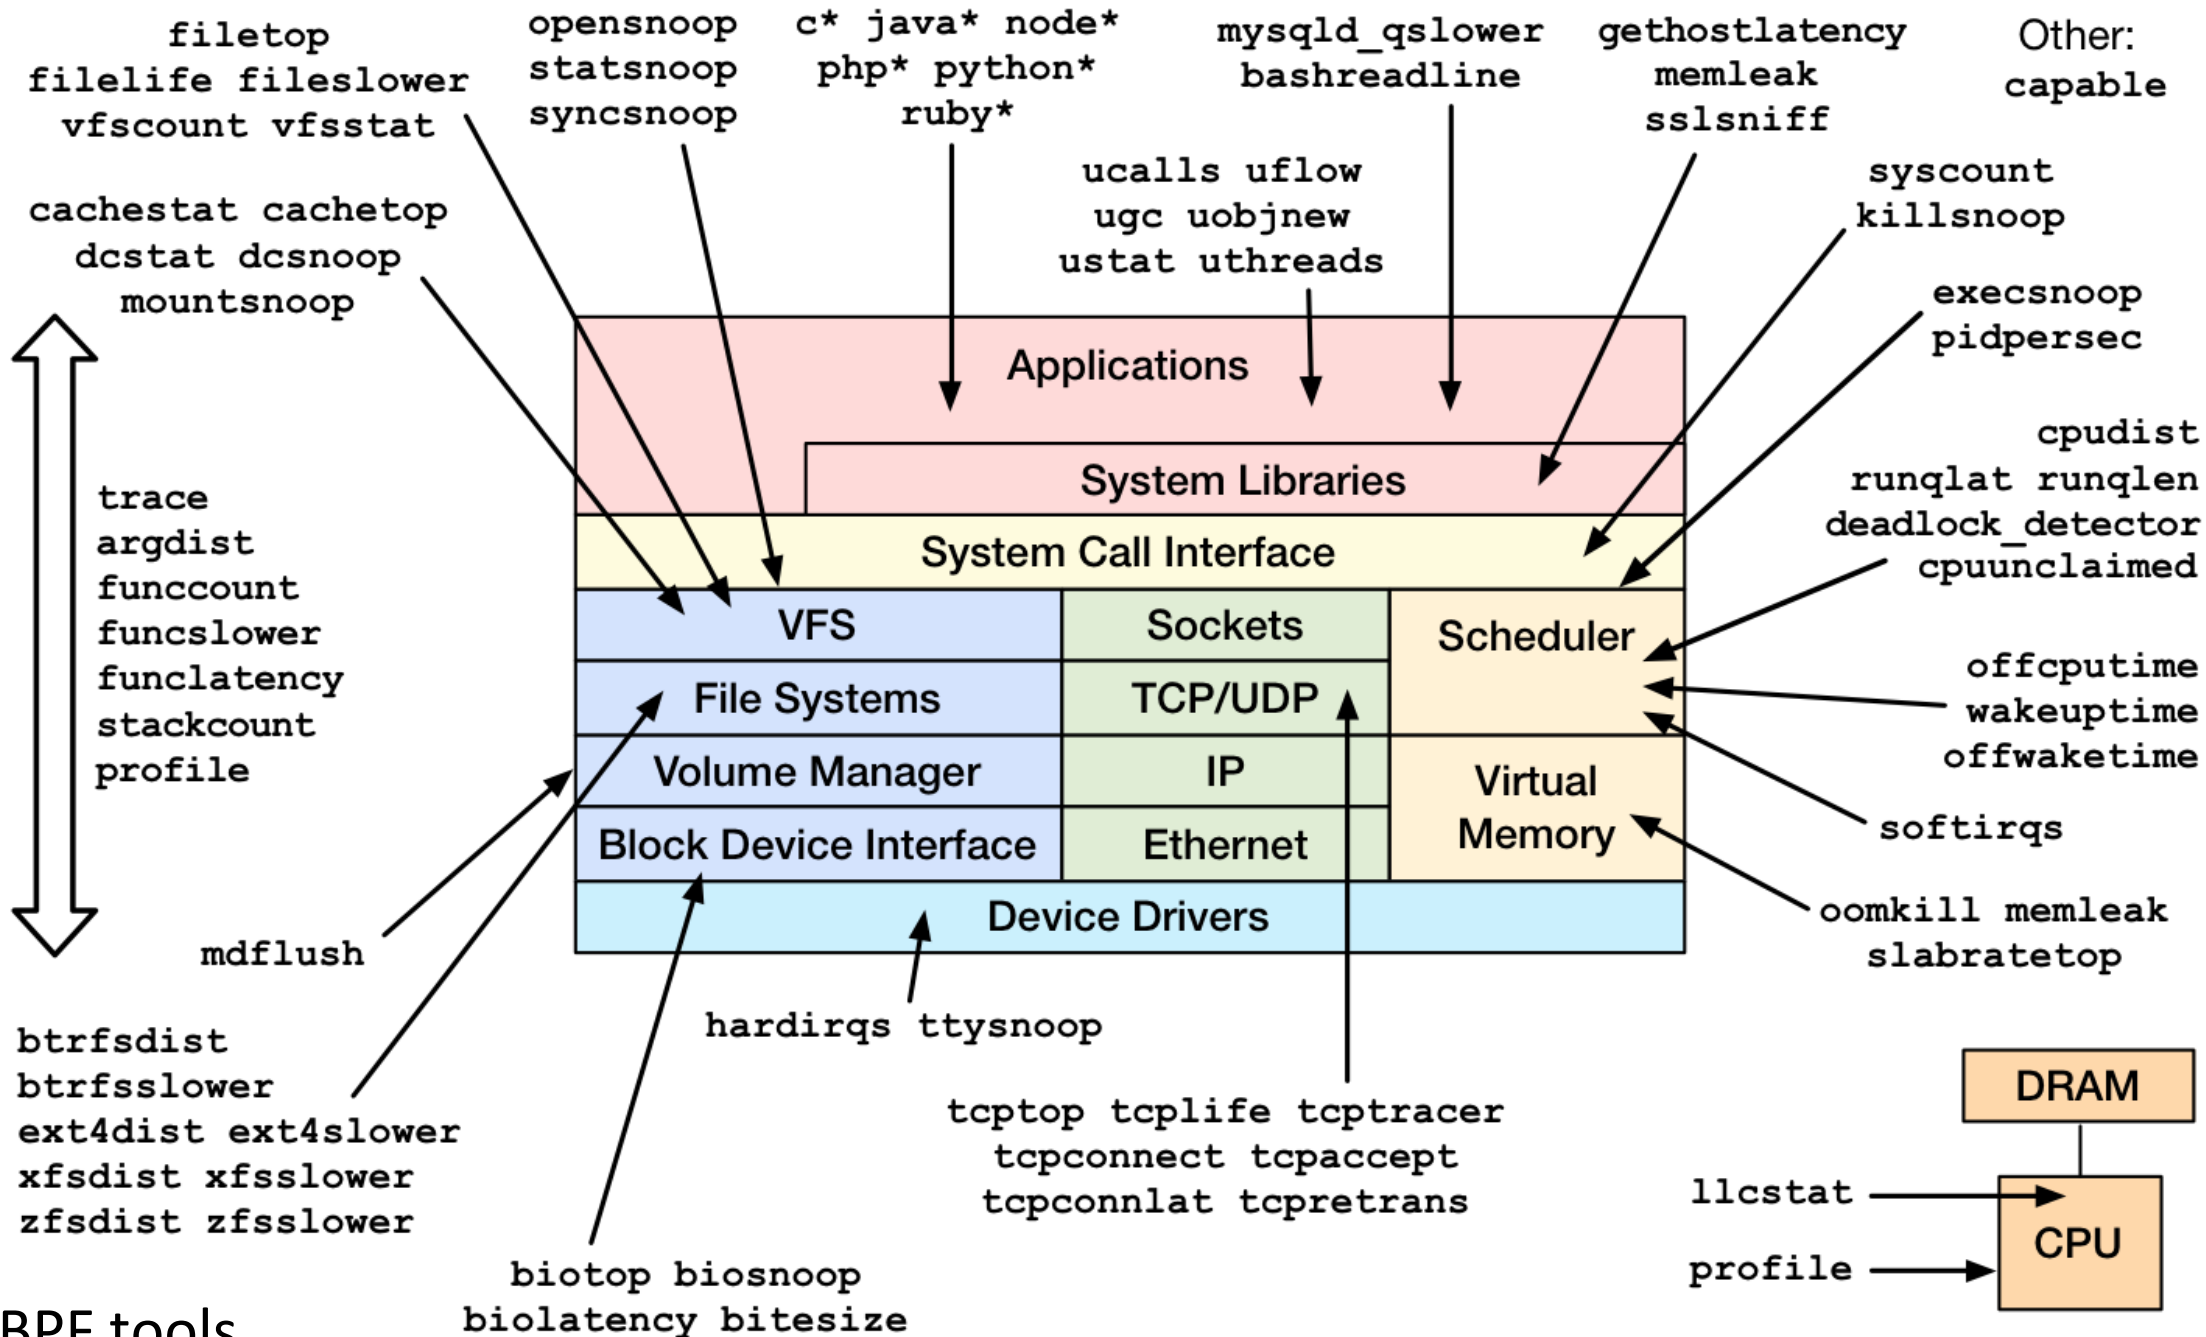 filetop
filelife fileslower
vfscount vfsstat
opensnoop
statsnoop
syncsnoop
c* java* node*
php* python*
ruby*
mysqld_qslower
bashreadline
gethostlatency
memleak
sslsniff
Other:
capable
cachestat cachetop
dcstat dcsnoop
mountsnoop
ucalls uflow
ugc uobjnew
ustat uthreads
syscount
killsnoop
execsnoop
pidpersec
Applications
System Libraries
System Call Interface
VFS
Sockets
Scheduler
File Systems
TCP/UDP
Volume Manager
IP
Virtual
Memory
Block Device Interface
Ethernet
Device Drivers
cpudist
runqlat runqlen
deadlock_detector
cpuunclaimed
offcputime
wakeuptime
offwaketime
softirqs
oomkill memleak
slabratetop
trace
argdist
funccount
funcslower
funclatency
stackcount
profile
mdflush
btrfsdist
btrfsslower
ext4dist ext4slower
xfsdist xfsslower
zfsdist zfsslower
hardirqs ttysnoop
tcptop tcplife tcptracer
tcpconnect tcpaccept
tcpconnlat tcpretrans
biotop biosnoop
biolatency bitesize
DRAM
llcstat
CPU
profile
BPF tools